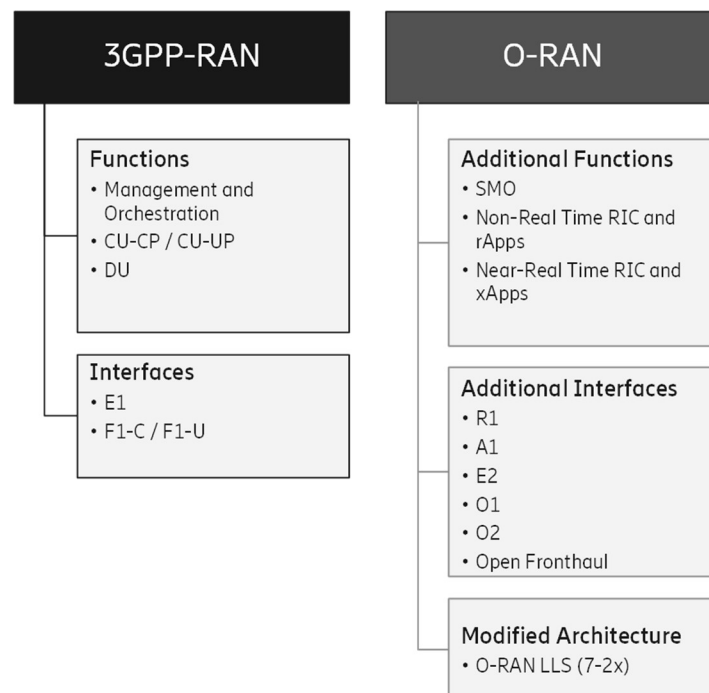 3GPP-RAN
Functions
• Management and
Orchestration
• CU-CP / CU-UP
• DU
Interfaces
• E1
• F1-C / F1-U
O-RAN
Additional Functions
• SMO
• Non-Real Time RIC and
rApps
• Near-Real Time RIC and
xApps
Additional Interfaces
• R1
• A1
• E2
• O1
• O2
• Open Fronthaul
Modified Architecture
• O-RAN LLS (7-2x)